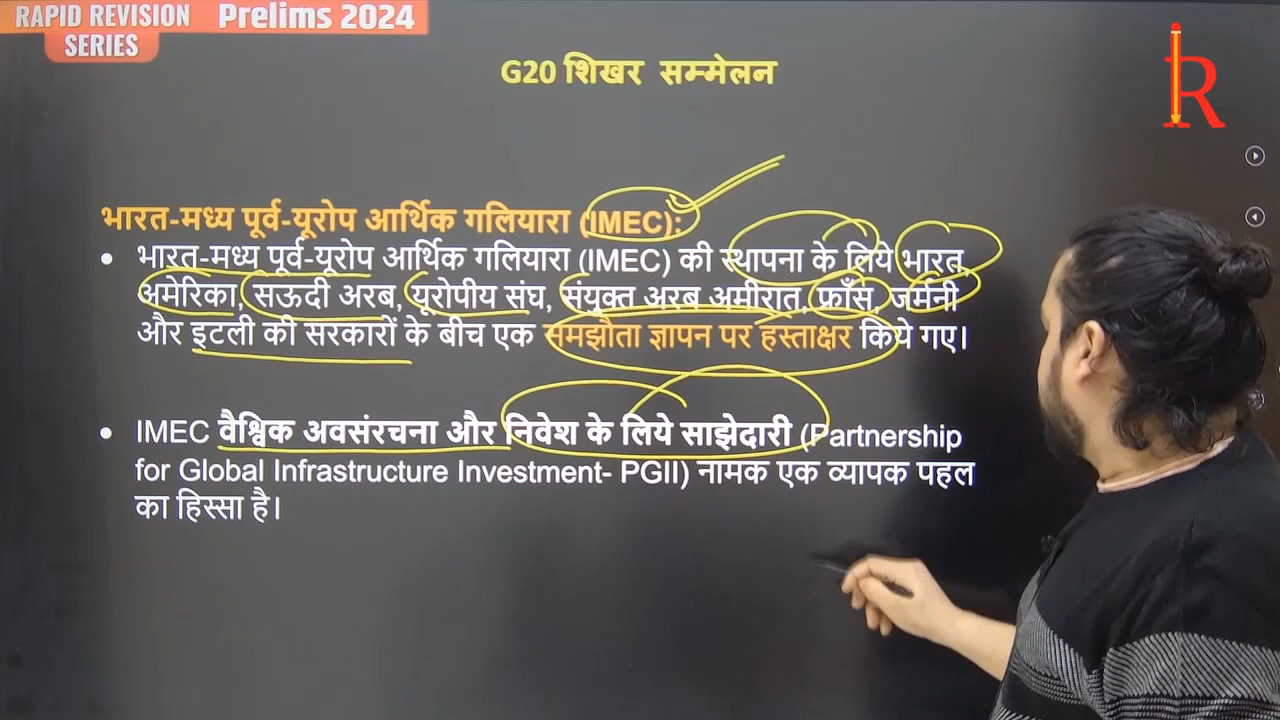 RAPID REVISION Prelims 2024
SERIES
R
G20 शिखर सम्मेलन
भारत-मध्य पूर्व-यूरोप आर्थिक गलियारा (IMEC):
• भारत-मध्य पूर्व-यूरोप आर्थिक गलियारा (IMEC) की स्थापना के लिये भारत
अमेरिका, सऊदी अरब, यूरोपीय संघ, संयुक्त अरब अमीरात, फ्राँस, जर्मनी
और इटली की सरकारों के बीच एक समझौता ज्ञापन पर हस्ताक्षर किये गए।
• IMEC वैश्विक अवसंरचना और निवेश के लिये साझेदारी (Partnership
for Global Infrastructure Investment- PGII) नामक एक व्यापक पहल
का हिस्सा है।